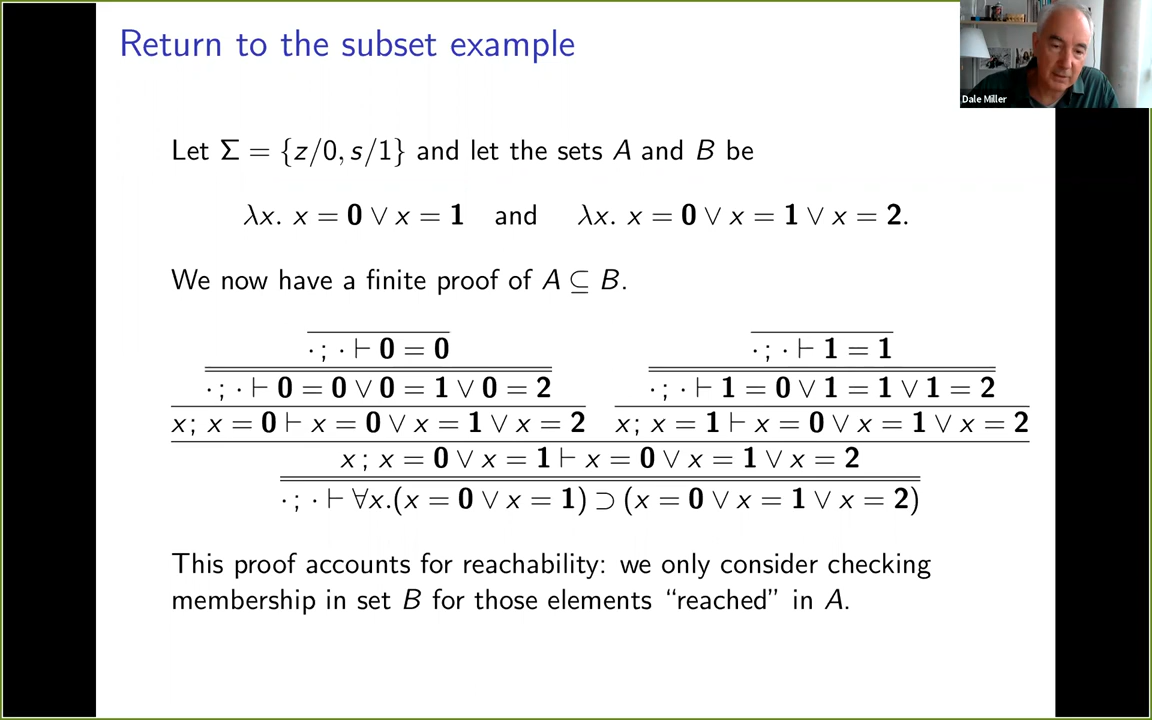 Return to the subset example
Dale Miller
Let Σ = {z/0, s/1} and let the sets A and B be
λx. x = 0 ∨ x = 1 and λx. x = 0 ∨ x = 1 ∨ x = 2.
We now have a finite proof of A ⊆ B.
· ; · ⊢ 0 = 0 · ; · ⊢ 1 = 1
· ; · ⊢ 0 = 0 ∨ 0 = 1 ∨ 0 = 2 · ; · ⊢ 1 = 0 ∨ 1 = 1 ∨ 1 = 2
x ; x = 0 ⊢ x = 0 ∨ x = 1 ∨ x = 2 x ; x = 1 ⊢ x = 0 ∨ x = 1 ∨ x = 2
x ; x = 0 ∨ x = 1 ⊢ x = 0 ∨ x = 1 ∨ x = 2
· ; · ⊢ ∀x.(x = 0 ∨ x = 1) ⊃ (x = 0 ∨ x = 1 ∨ x = 2)
This proof accounts for reachability: we only consider checking
membership in set B for those elements “reached” in A.